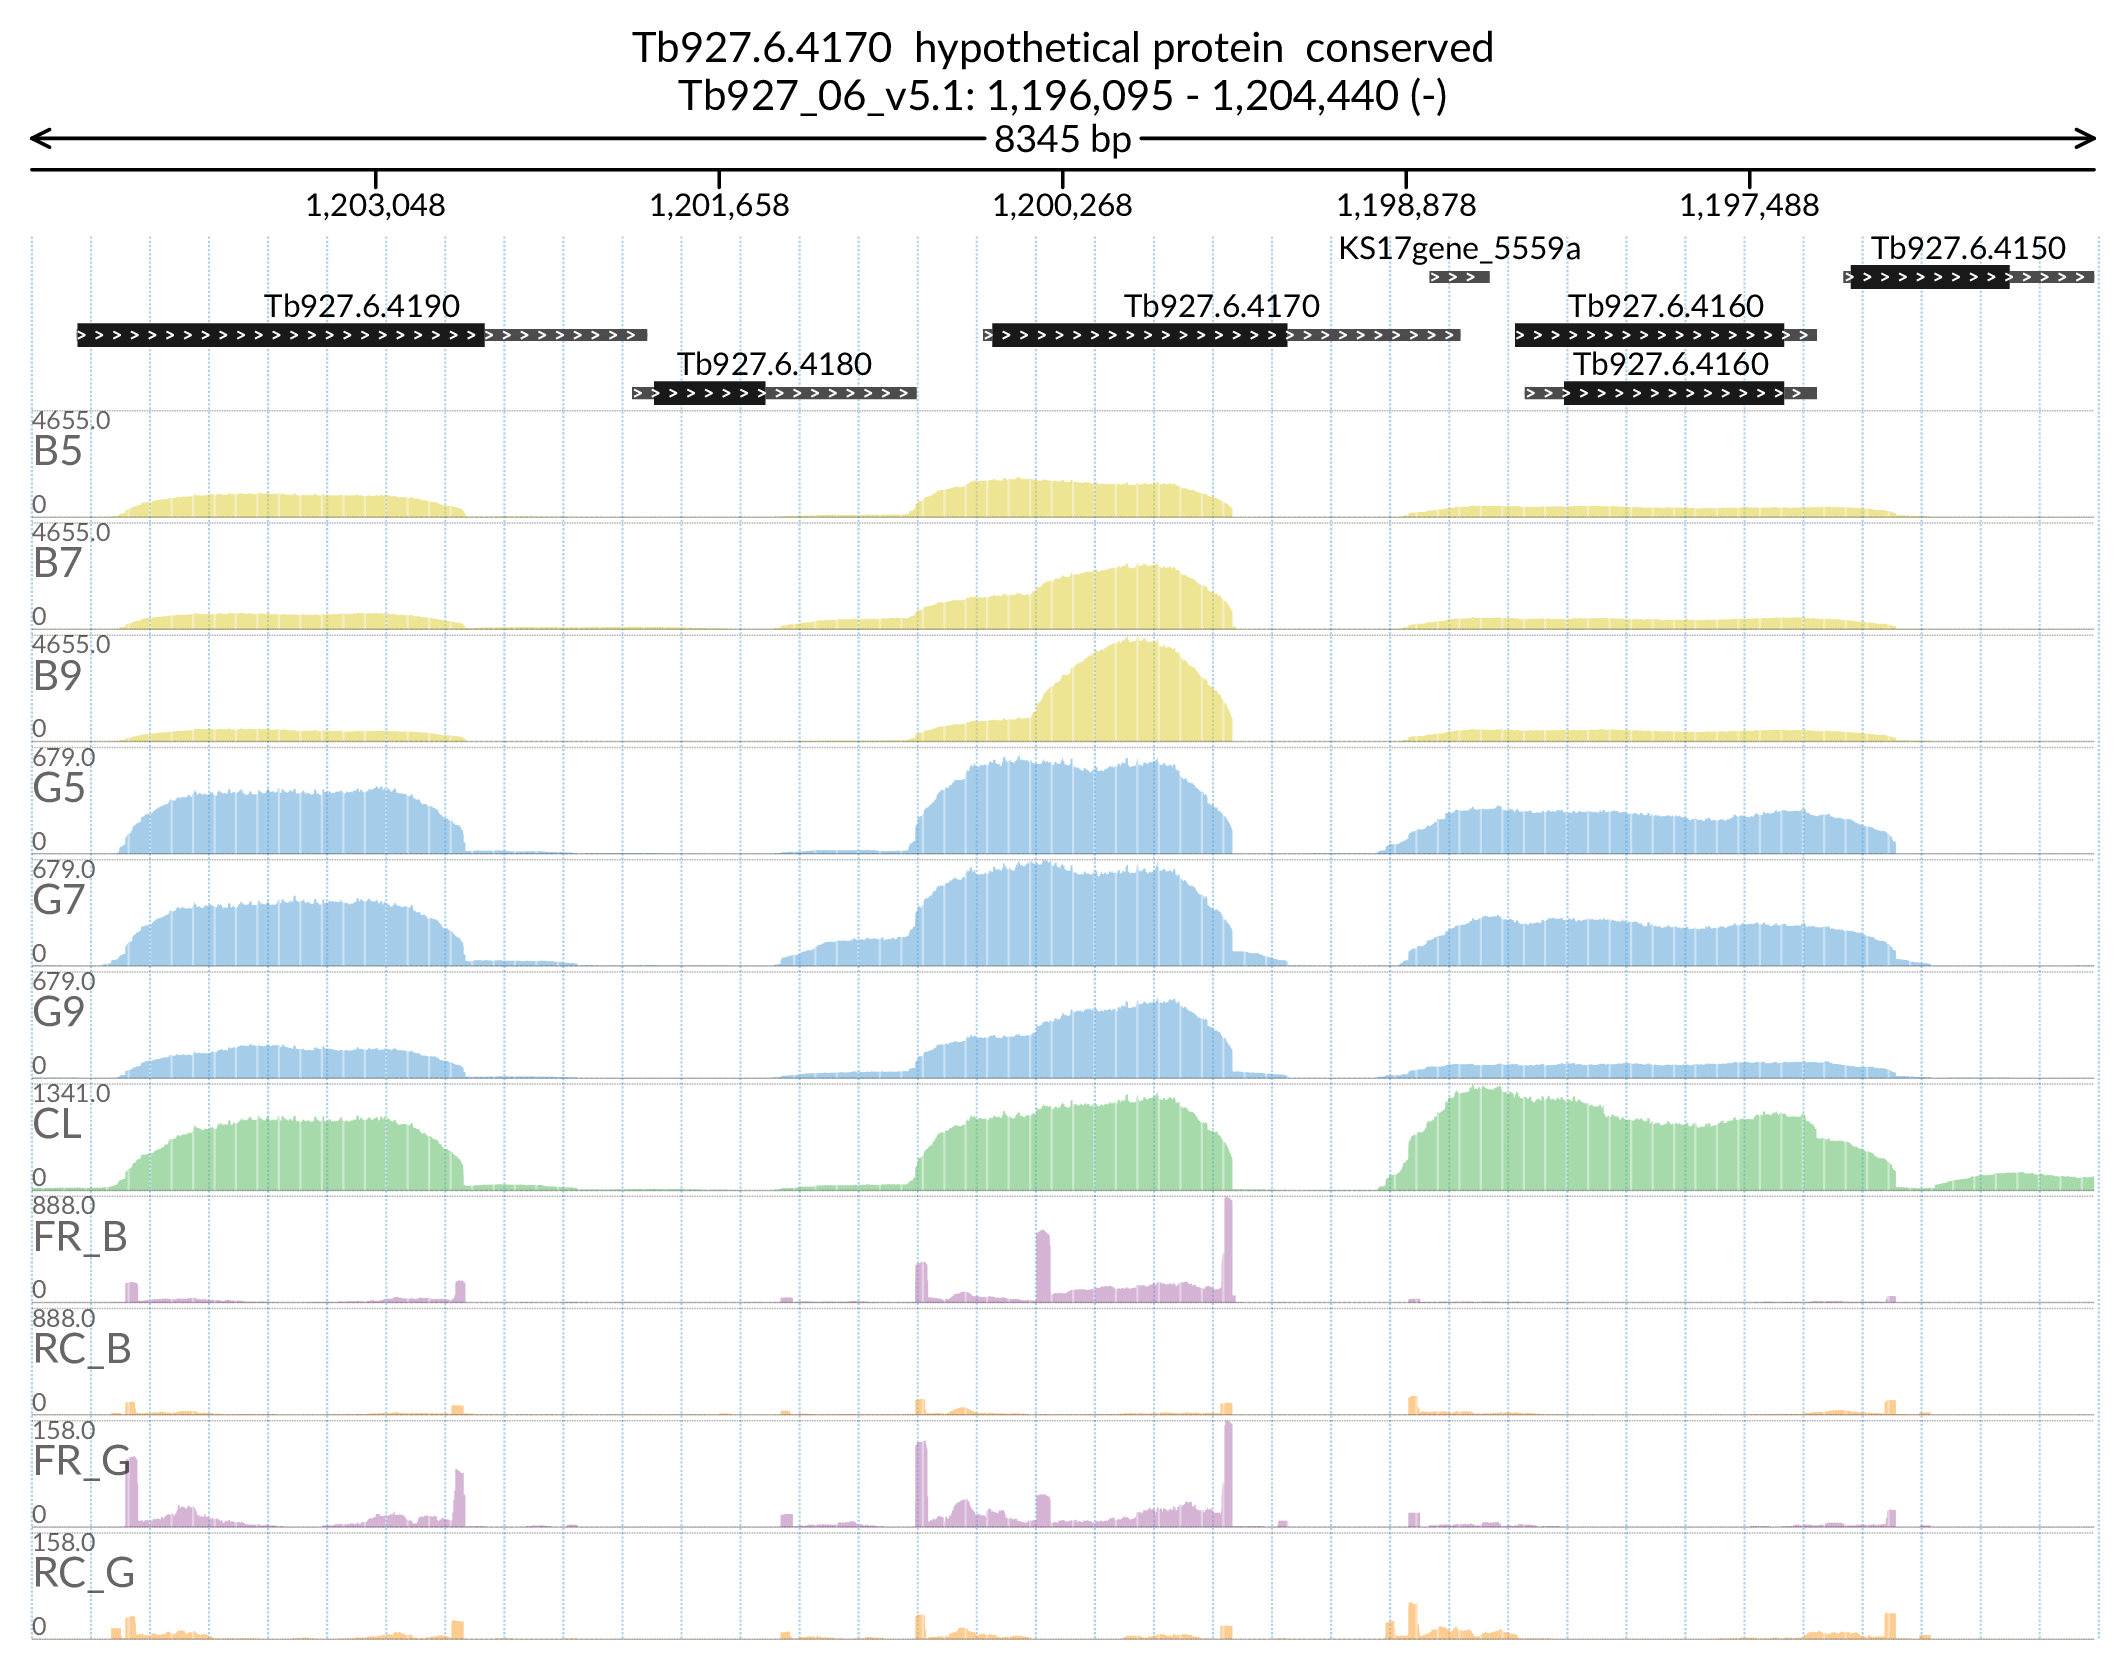 Tb927.6.4170  hypothetical protein  conserved
Tb927_06_v5.1: 1,196,095 - 1,204,440 (-)
8345 bp
1,203,048 1,201,658 1,200,268 1,198,878 1,197,488
KS17gene_5559a Tb927.6.4150
Tb927.6.4190 Tb927.6.4170 Tb927.6.4160
Tb927.6.4180 Tb927.6.4160
4655.0
B5
0
4655.0
B7
0
4655.0
B9
0
679.0
G5
0
679.0
G7
0
679.0
G9
0
1341.0
CL
0
888.0
FR_B
0
888.0
RC_B
0
158.0
FR_G
0
158.0
RC_G
0